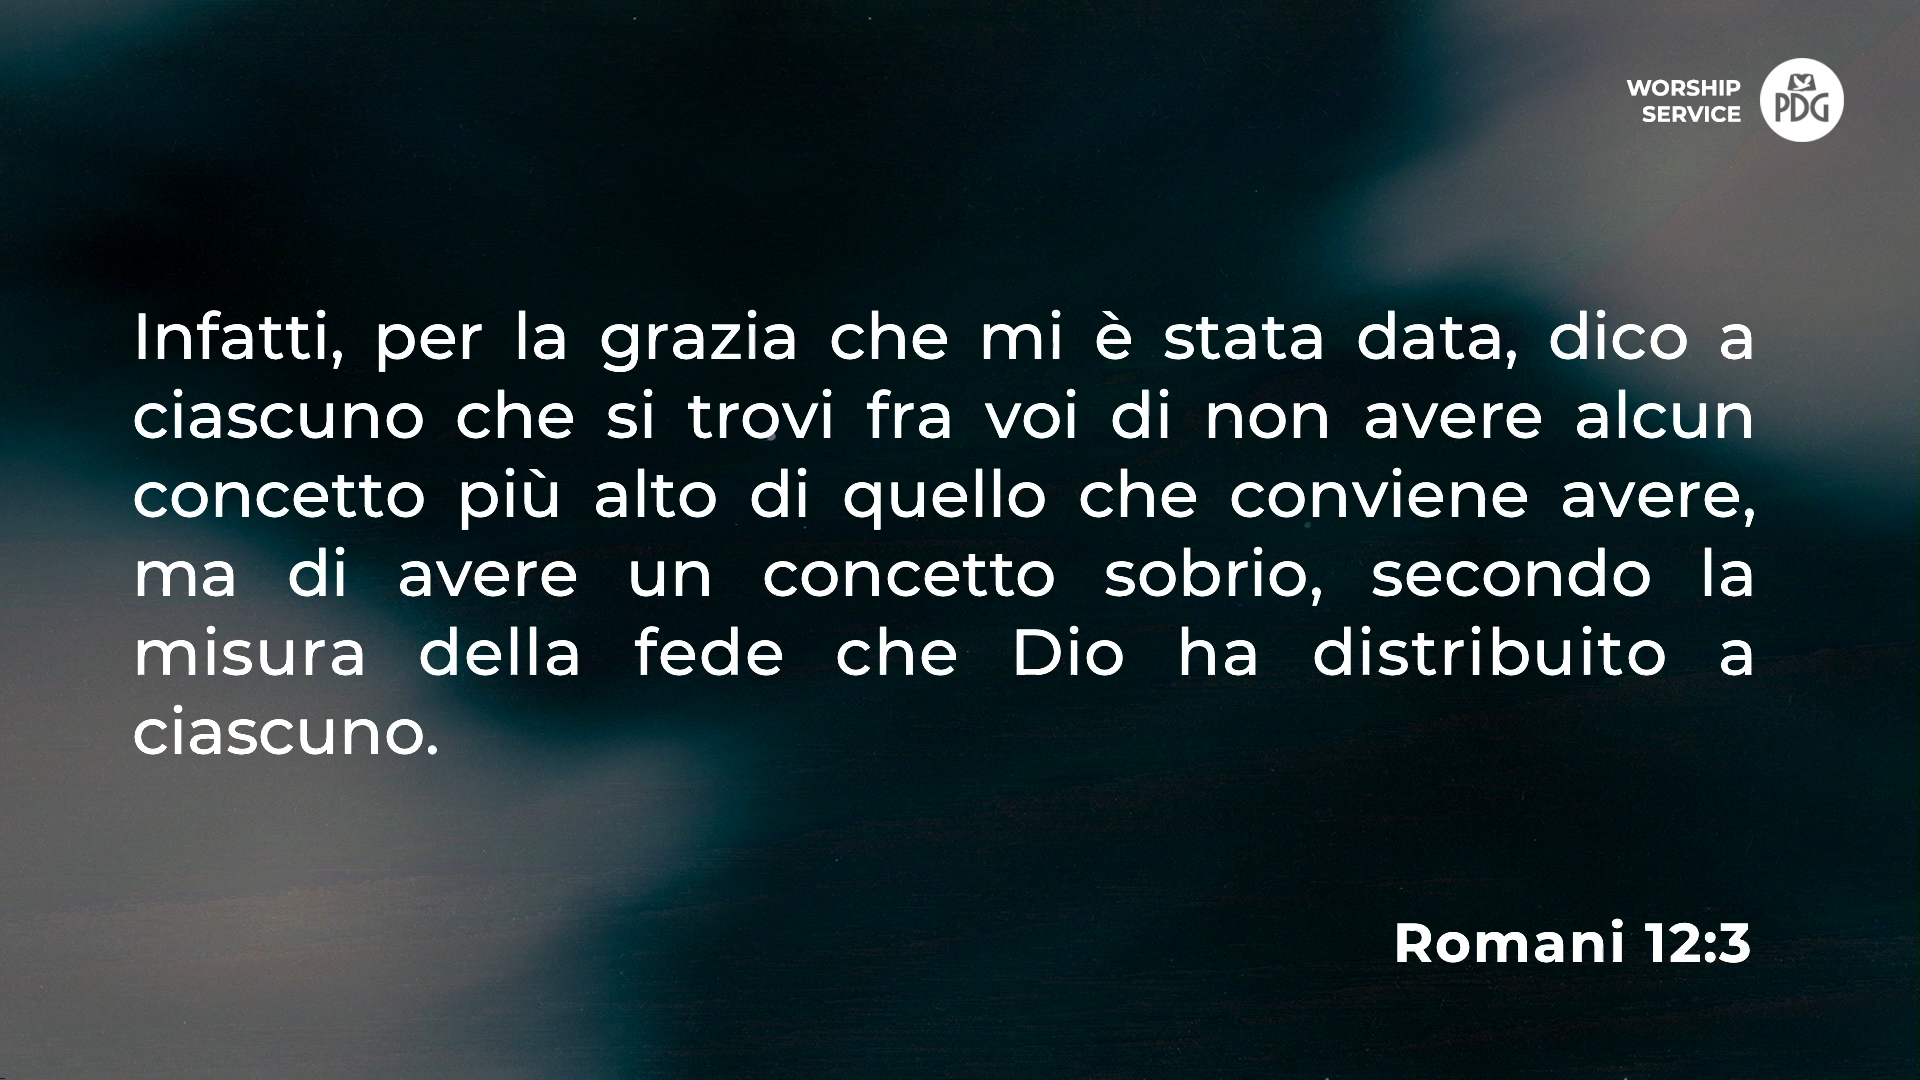 WORSHIP
SERVICE
PDG
Infatti, per la grazia che mi è stata data, dico a
ciascuno che si trovi fra voi di non avere alcun
concetto più alto di quello che conviene avere,
ma di avere un concetto sobrio, secondo la
misura della fede che Dio ha distribuito a
ciascuno.
Romani 12:3